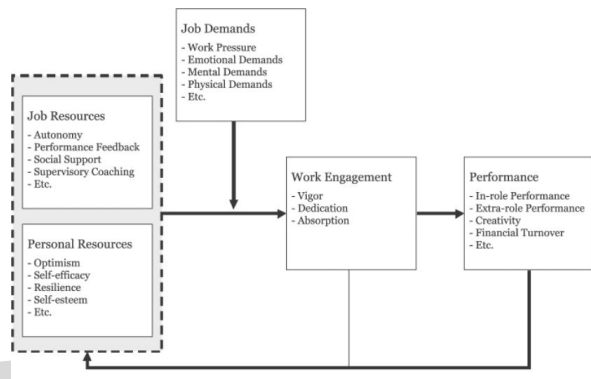 Job Demands
- Work Pressure
- Emotional Demands
- Mental Demands
- Physical Demands
- Etc.
Job Resources
- Autonomy
- Performance Feedback
- Social Support
- Supervisory Coaching
- Etc.
Personal Resources
- Optimism
- Self-efficacy
- Resilience
- Self-esteem
- Etc.
Work Engagement
- Vigor
- Dedication
- Absorption
Performance
- In-role Performance
- Extra-role Performance
- Creativity
- Financial Turnover
- Etc.